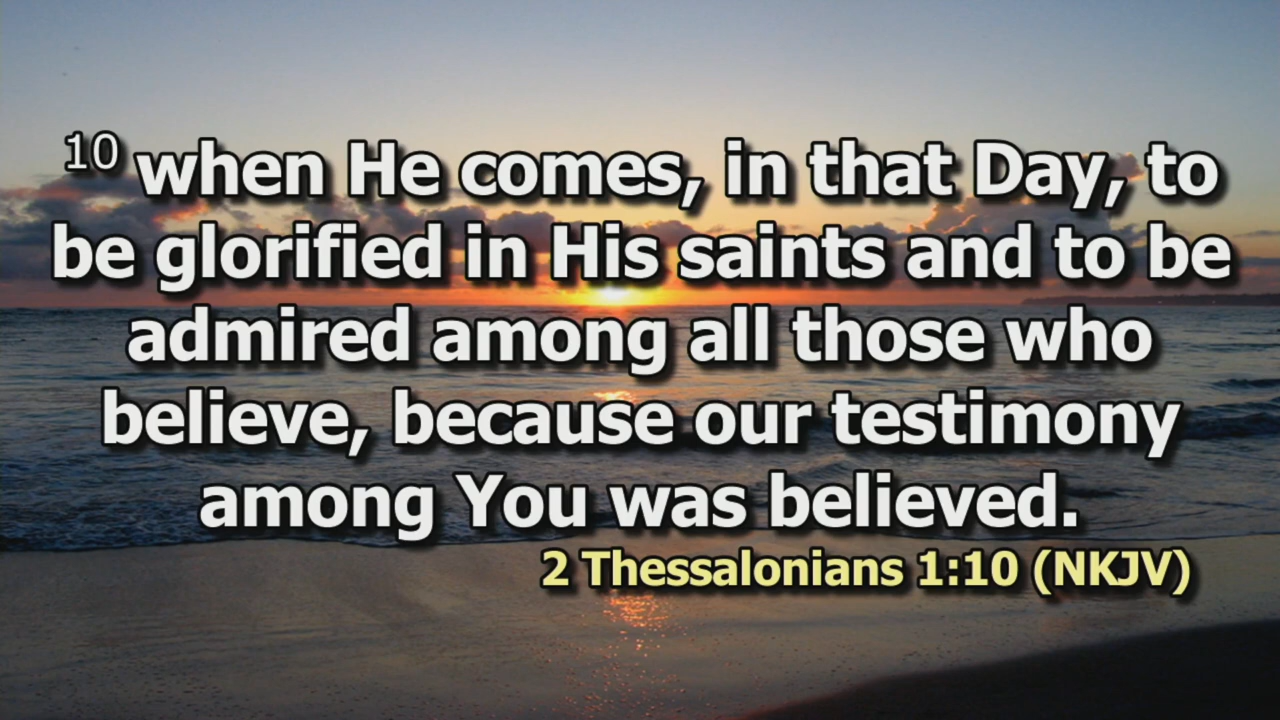 10 when He comes, in that Day, to
be glorified in His saints and to be
admired among all those who
believe, because our testimony
among You was believed.
2 Thessalonians 1:10 (NKJV)